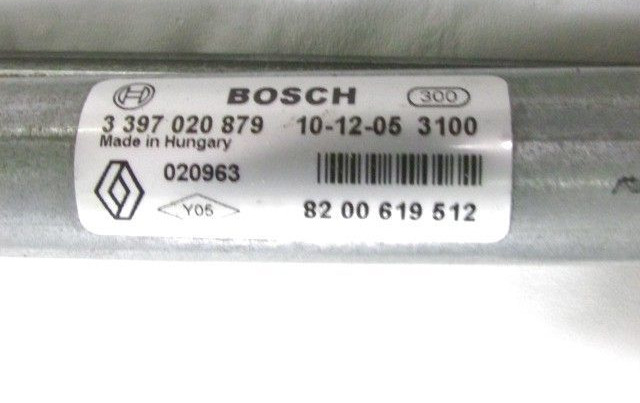 BOSCH 300
3 397 020 879 10-12-05 3100
Made in Hungary
020963
Y05 82 00 619 512